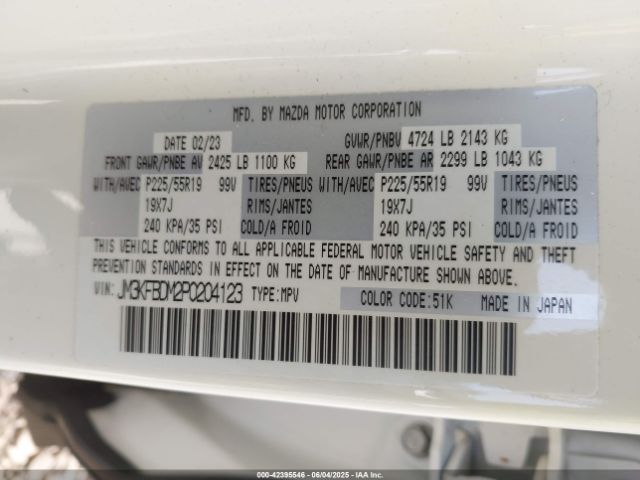 MFD. BY MAZDA MOTOR CORPORATION
DATE 02/23 GVWR/PNBV 4724 LB 2143 KG
FRONT GAWR/PNBE AV 2425 LB 1100 KG REAR GAWR/PNBE AR 2299 LB 1043 KG
WITH/AVEC P225/55R19 99V TIRES/PNEUS WITH/AVEC P225/55R19 99V TIRES/PNEUS
19X7J RIMS/JANTES 19X7J RIMS/JANTES
240 KPA/35 PSI COLD/A FROID 240 KPA/35 PSI COLD/A FROID
THIS VEHICLE CONFORMS TO ALL APPLICABLE FEDERAL MOTOR VEHICLE SAFETY AND THEFT
PREVENTION STANDARDS IN EFFECT ON THE DATE OF MANUFACTURE SHOWN ABOVE.
VIN: JM3KFBDM2P0204123 TYPE:MPV COLOR CODE:51K MADE IN JAPAN
000-42395546 - 06/04/2025 - IAAI.com